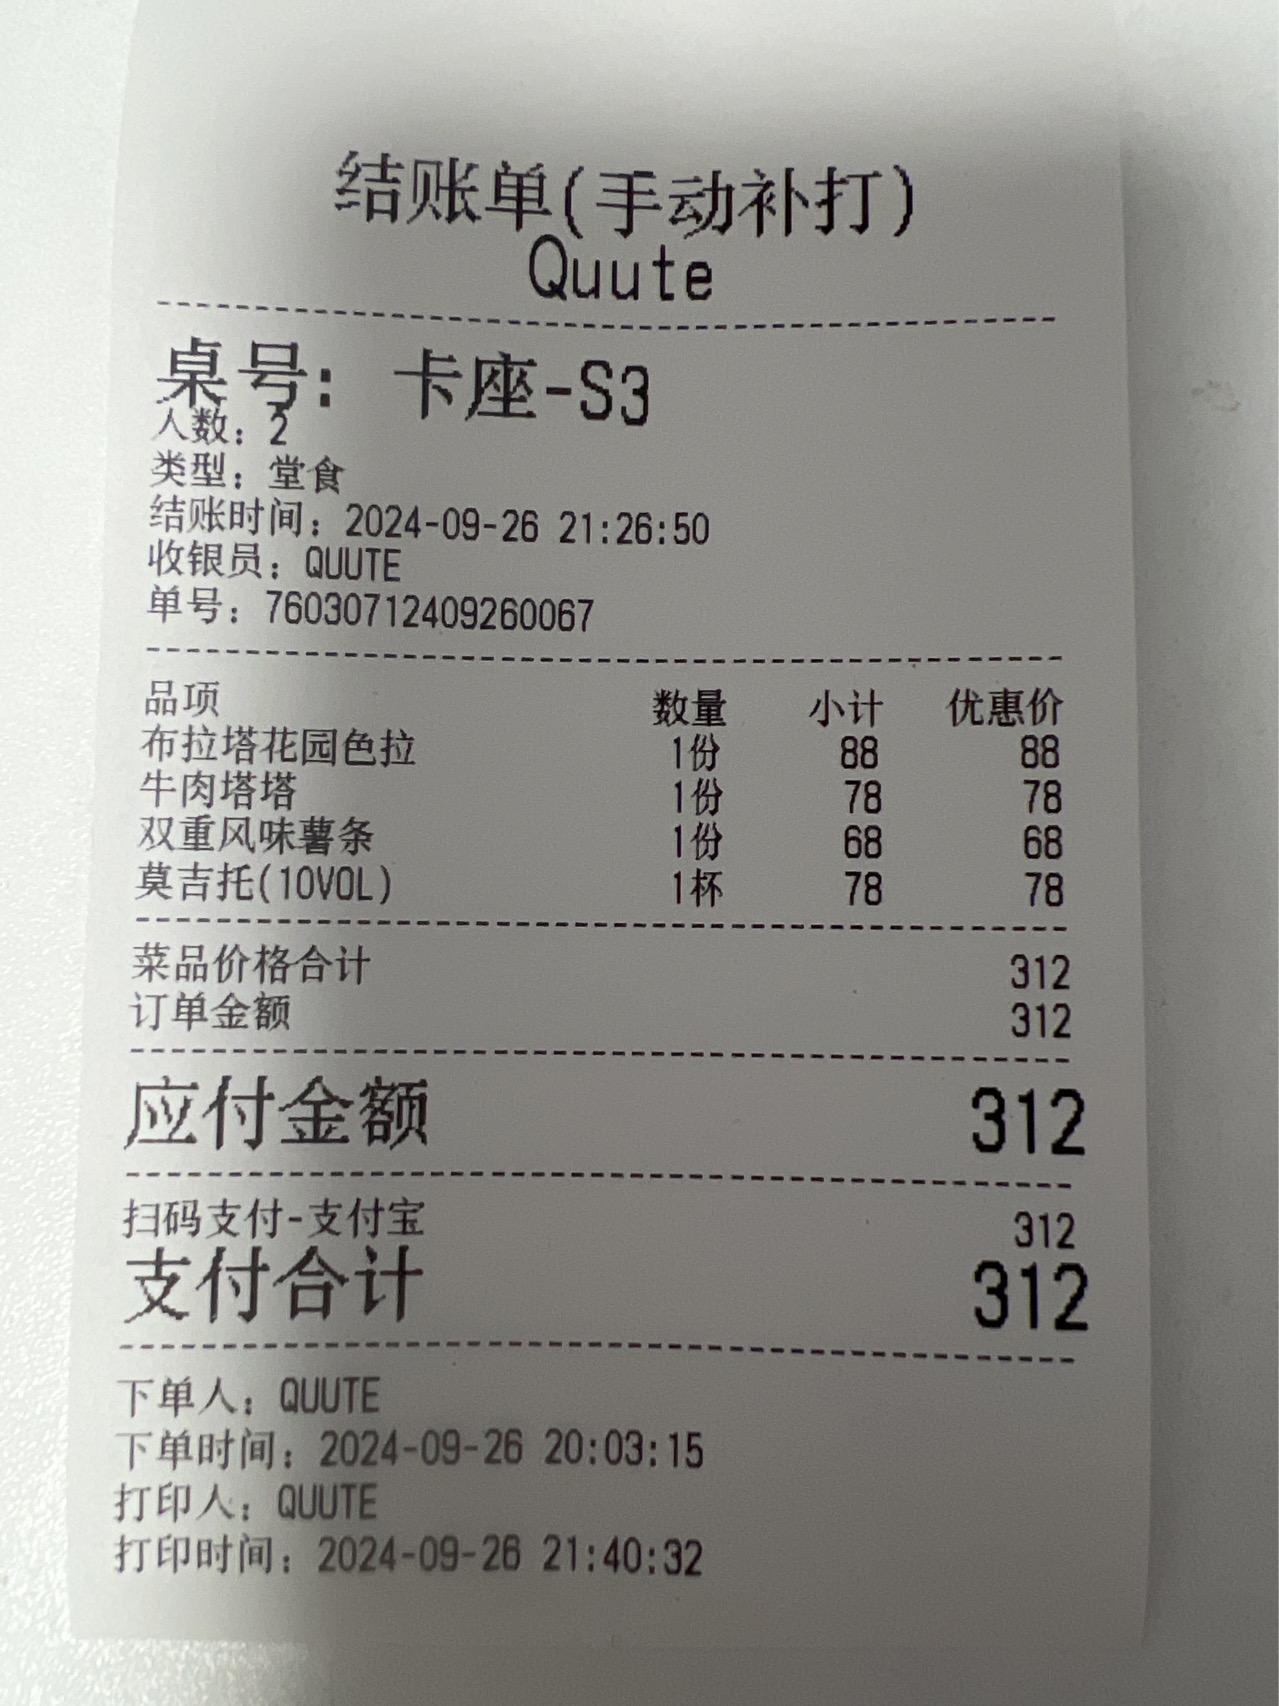 结账单(手动补打)
Quute
桌号: 卡座-S3
人数: 2
类型: 堂食
结账时间: 2024-09-26 21:26:50
收银员: QUUTE
单号: 76030712409260067
品项 数量 小计 优惠价
布拉塔花园色拉 1份 88 88
牛肉塔塔 1份 78 78
双重风味薯条 1份 68 68
莫吉托(10VOL) 1杯 78 78
菜品价格合计 312
订单金额 312
应付金额 312
扫码支付-支付宝 312
支付合计 312
下单人: QUUTE
下单时间: 2024-09-26 20:03:15
打印人: QUUTE
打印时间: 2024-09-26 21:40:32